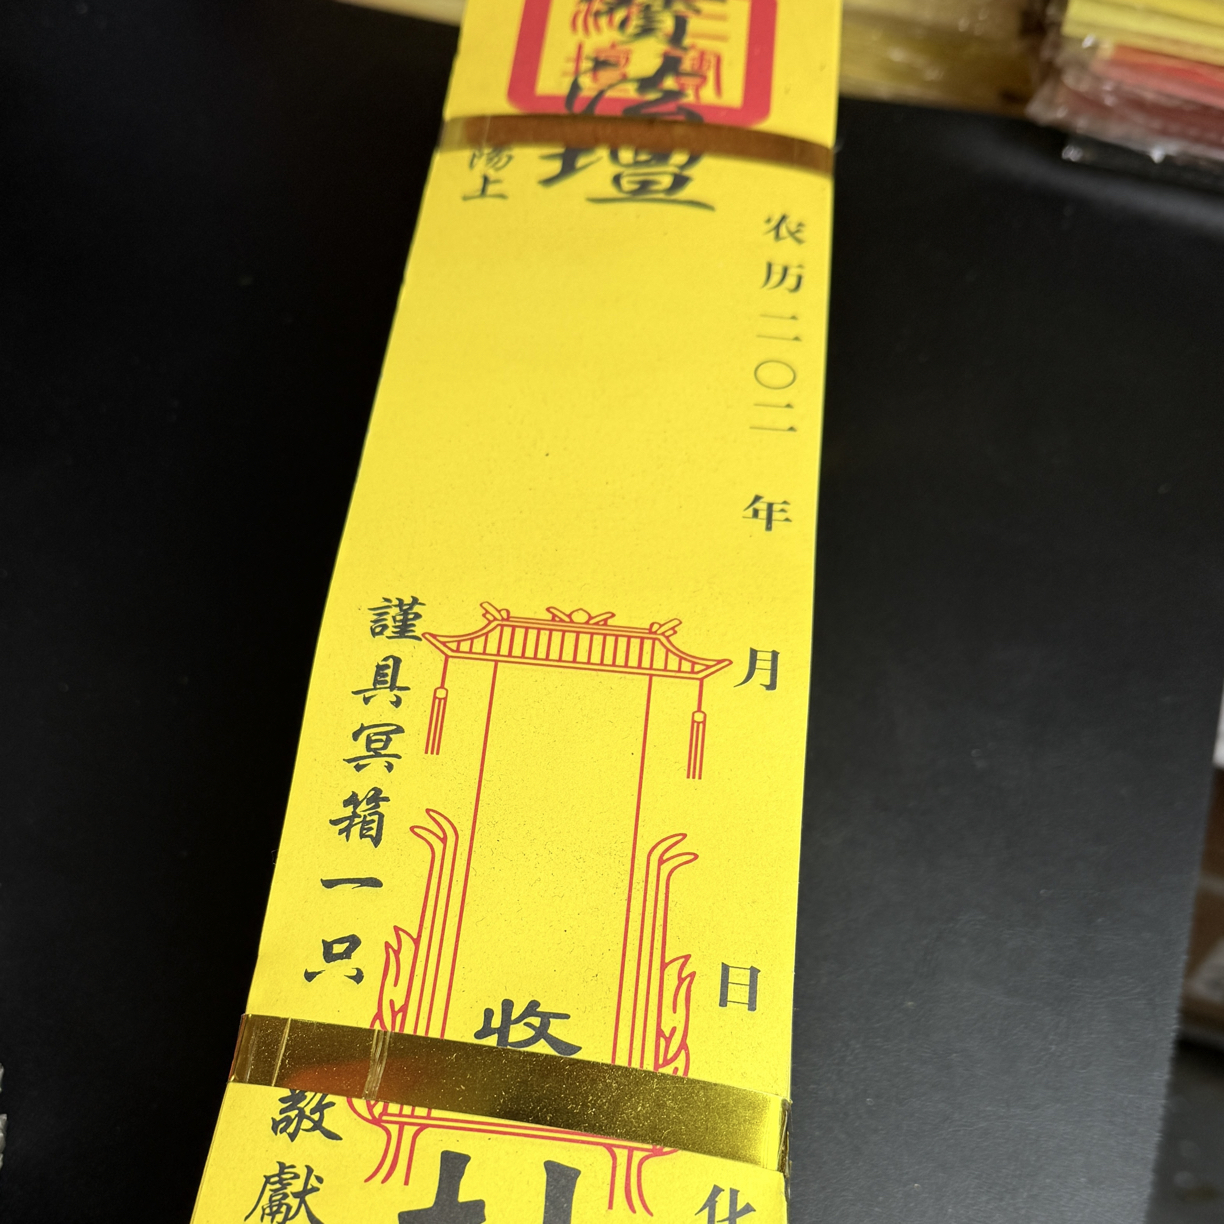 农历二〇二 年 月 日 化
壇
收
陽上
謹具冥箱一只敬獻